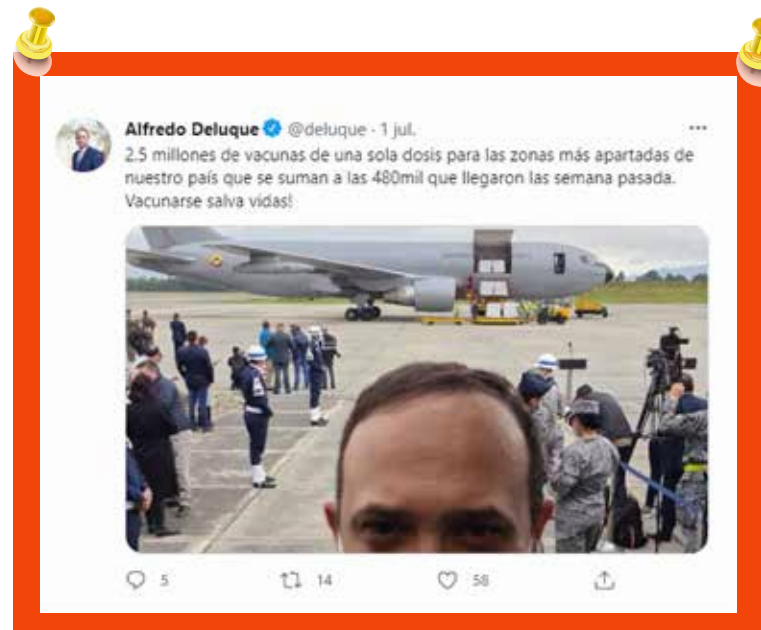 Alfredo Deluque @deluque · 1 jul.
2.5 millones de vacunas de una sola dosis para las zonas más apartadas de
nuestro país que se suman a las 480mil que llegaron las semana pasada.
Vacunarse salva vidas!
5 14 58